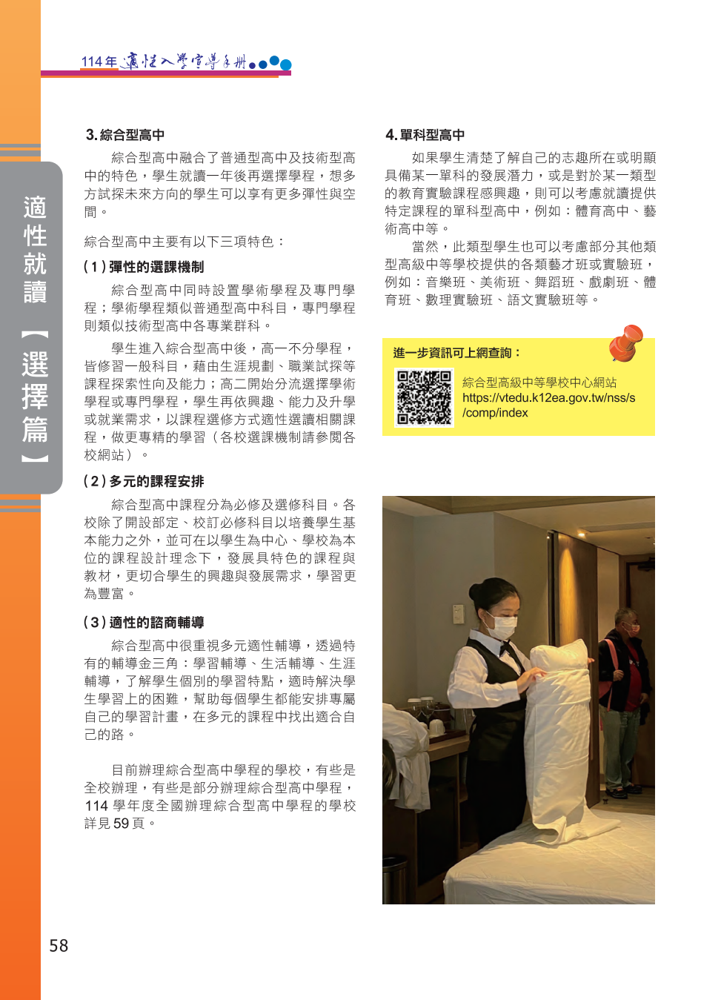 114年適性入學宣導手冊
適性就讀【選擇篇】
3.綜合型高中
綜合型高中融合了普通型高中及技術型高
中的特色，學生就讀一年後再選擇學程，想多
方試探未來方向的學生可以享有更多彈性與空
間。
綜合型高中主要有以下三項特色：
(1)彈性的選課機制
綜合型高中同時設置學術學程及專門學
程；學術學程類似普通型高中科目，專門學程
則類似技術型高中各專業群科。
學生進入綜合型高中後，高一不分學程，
皆修習一般科目，藉由生涯規劃、職業試探等
課程探索性向及能力；高二開始分流選擇學術
學程或專門學程，學生再依興趣、能力及升學
或就業需求，以課程選修方式適性選讀相關課
程，做更專精的學習（各校選課機制請參閱各
校網站）。
(2)多元的課程安排
綜合型高中課程分為必修及選修科目。各
校除了開設部定、校訂必修科目以培養學生基
本能力之外，並可在以學生為中心、學校為本
位的課程設計理念下，發展具特色的課程與
教材，更切合學生的興趣與發展需求，學習更
為豐富。
(3)適性的諮商輔導
綜合型高中很重視多元適性輔導，透過特
有的輔導金三角：學習輔導、生活輔導、生涯
輔導，了解學生個別的學習特點，適時解決學
生學習上的困難，幫助每個學生都能安排專屬
自己的學習計畫，在多元的課程中找出適合自
己的路。
目前辦理綜合型高中學程的學校，有些是
全校辦理，有些是部分辦理綜合型高中學程，
114 學年度全國辦理綜合型高中學程的學校
詳見 59 頁。
4.單科型高中
如果學生清楚了解自己的志趣所在或明顯
具備某一單科的發展潛力，或是對於某一類型
的教育實驗課程感興趣，則可以考慮就讀提供
特定課程的單科型高中，例如：體育高中、藝
術高中等。
當然，此類型學生也可以考慮部分其他類
型高級中等學校提供的各類藝才班或實驗班，
例如：音樂班、美術班、舞蹈班、戲劇班、體
育班、數理實驗班、語文實驗班等。
進一步資訊可上網查詢：
綜合型高級中等學校中心網站
https://vtedu.k12ea.gov.tw/nss/s
/comp/index
58